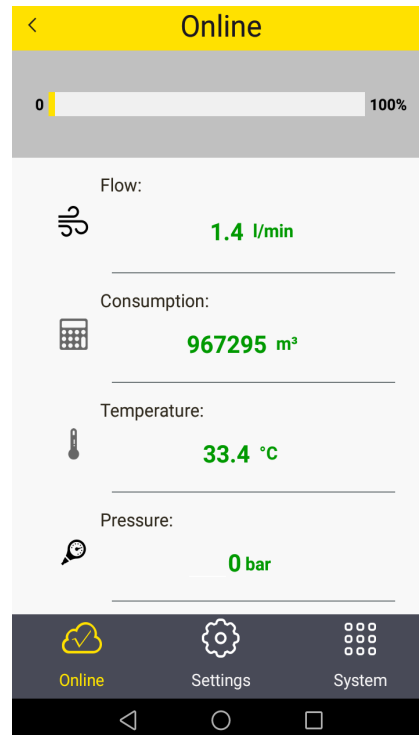 Online
0 100%
Flow:
1.4 l/min
Consumption:
967295 m³
Temperature:
33.4 °C
Pressure:
0 bar
Online Settings System